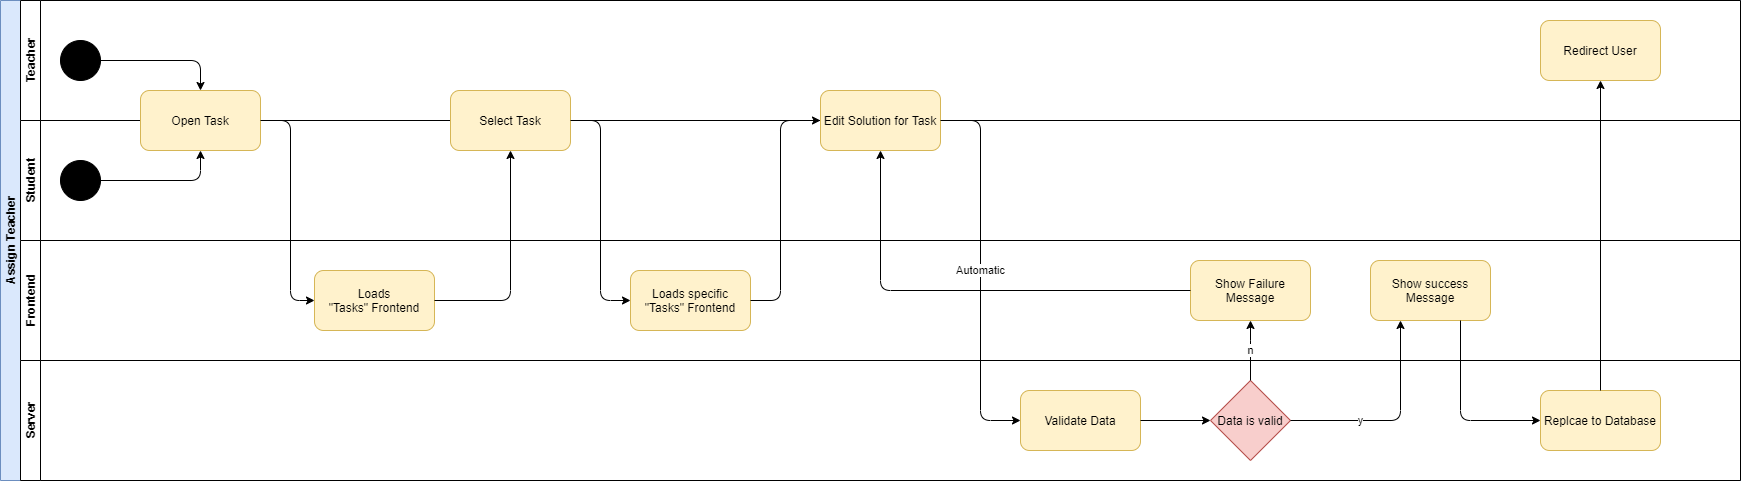 Assign Teacher
Teacher
Student
Frontend
Server
Open Task
Select Task
Edit Solution for Task
Redirect User
Loads
"Tasks" Frontend
Loads specific
"Tasks" Frontend
Automatic
Show Failure
Message
Show success
Message
n
Validate Data
Data is valid
y
Replcae to Database